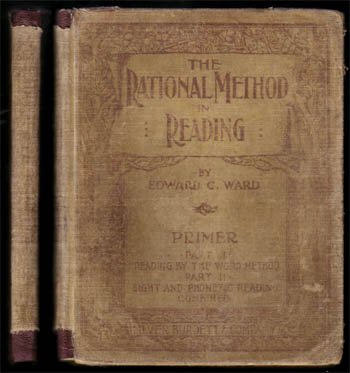 THE
RATIONAL METHOD
IN
READING
BY
EDWARD G. WARD
PRIMER
PART I
READING BY THE WORD METHOD
PART II
SIGHT AND PHONETIC READING
COMBINED
SILVER BURDETT & COMPANY